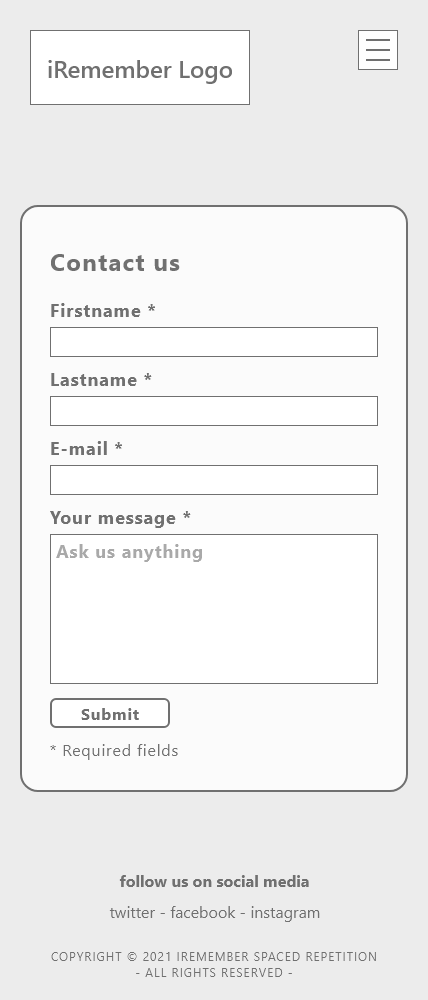 iRemember Logo
Contact us
Firstname *
Lastname *
E-mail *
Your message *
Ask us anything
Submit
* Required fields
follow us on social media
twitter - facebook - instagram
COPYRIGHT © 2021 IREMEMBER SPACED REPETITION
- ALL RIGHTS RESERVED -